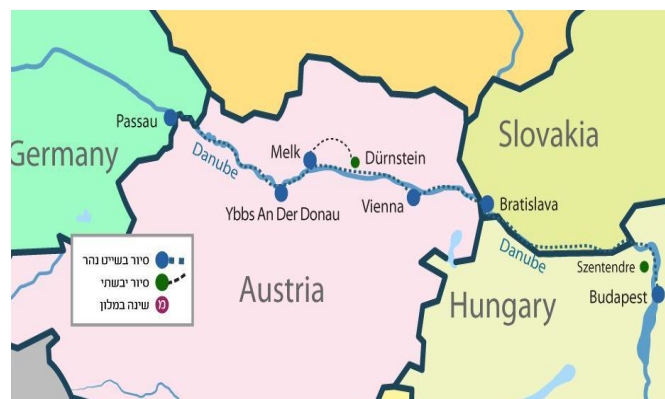 Passau
Germany
Danube
Melk
Dürnstein
Slovakia
Ybbs An Der Donau
Vienna
Bratislava
Danube
Szentendre
Budapest
Austria
Hungary
סיור בשייט נהר
סיור יבשתי
שינה במלון
מ